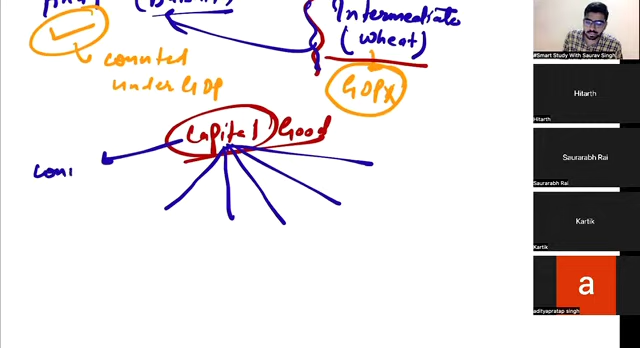 Intermediate
(wheat)
counted
under GDP
GDPX
Capital Good
#Smart Study With Saurav Singh
Hitarth
Hitarth
Saurarabh Rai
Saurarabh Rai
Kartik
Kartik
a
adityapratap singh